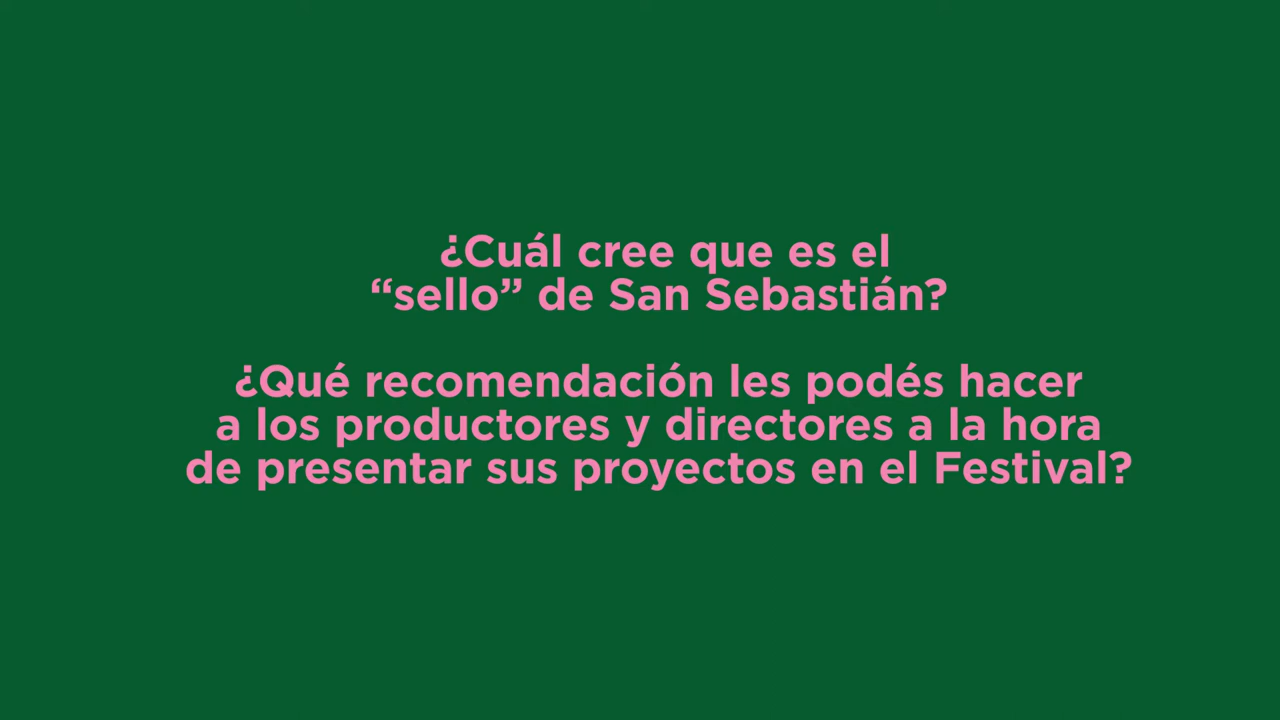 ¿Cuál cree que es el
“sello” de San Sebastián?
¿Qué recomendación les podés hacer
a los productores y directores a la hora
de presentar sus proyectos en el Festival?